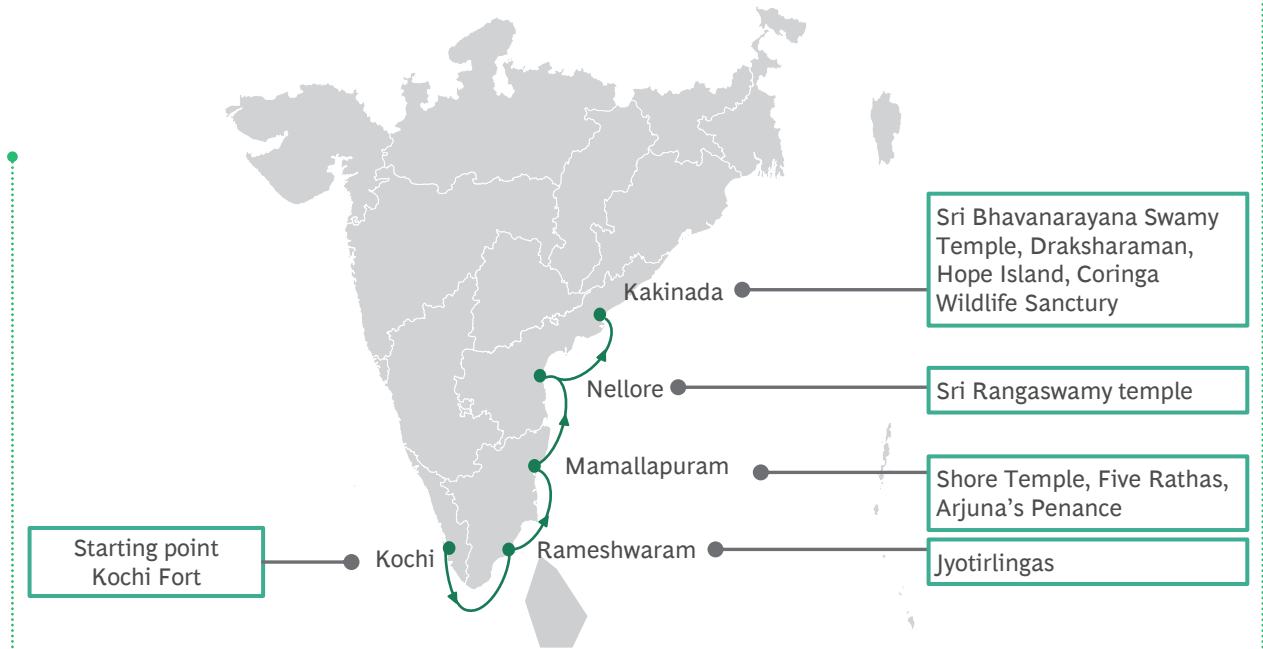 Sri Bhavanarayana Swamy
Temple, Draksharaman,
Hope Island, Coringa
Wildlife Sanctury
Kakinada
Nellore
Sri Rangaswamy temple
Mamallapuram
Shore Temple, Five Rathas,
Arjuna’s Penance
Starting point
Kochi Fort
Kochi
Rameshwaram
Jyotirlingas